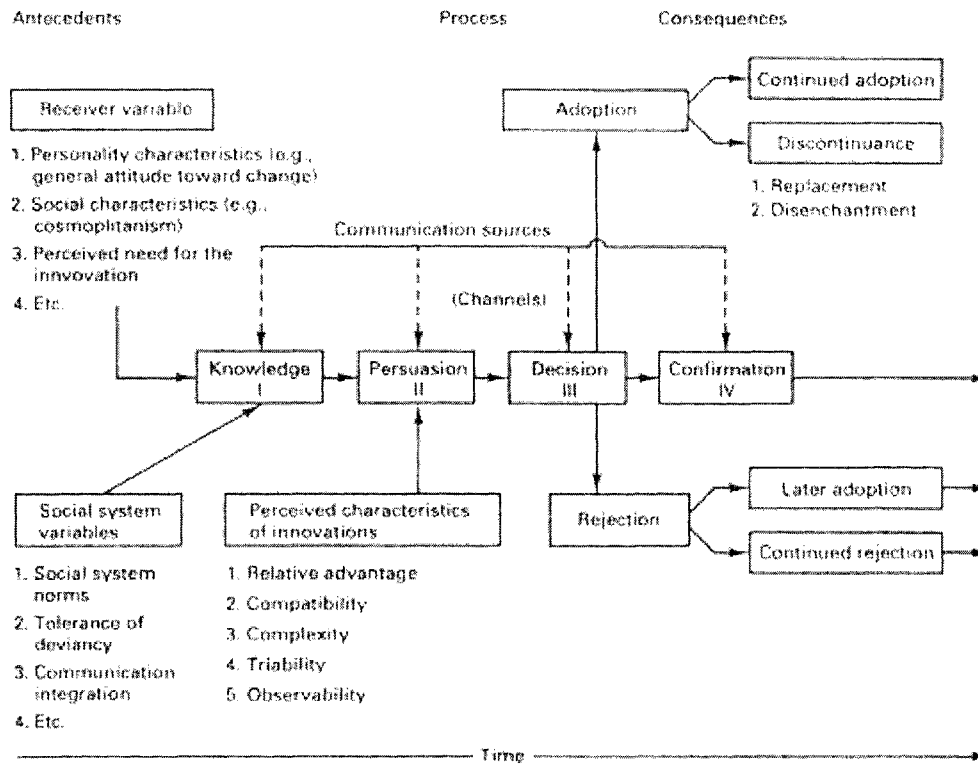 Antecedents
Process
Consequences
Receiver variable
1. Personality characteristics (e.g.,
general attitude toward change)
2. Social characteristics (e.g.,
cosmoplitanism)
3. Perceived need for the
innvovation
4. Etc.
Adoption
Continued adoption
Discontinuance
1. Replacement
2. Disenchantment
Communication sources
(Channels)
Knowledge
I
Persuasion
II
Decision
III
Confirmation
IV
Social system
variables
1. Social system
norms
2. Tolerance of
deviancy
3. Communication
integration
4. Etc.
Perceived characteristics
of innovations
1. Relative advantage
2. Compatibility
3. Complexity
4. Triability
5. Observability
Rejection
Later adoption
Continued rejection
Time